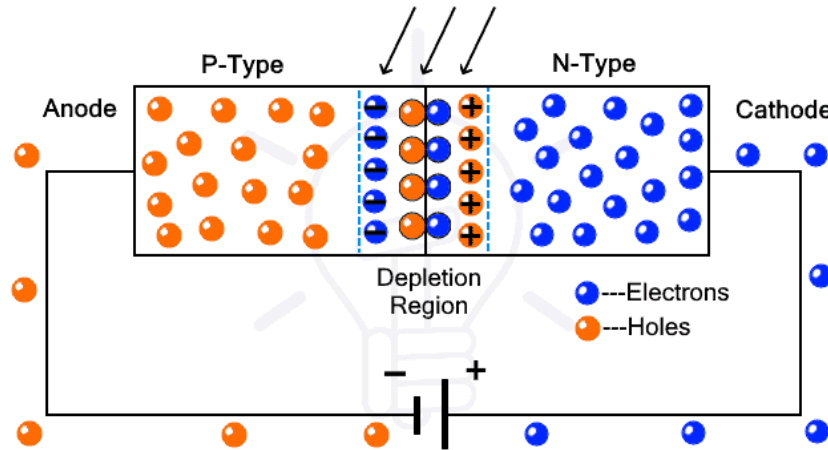 P-Type
N-Type
Anode
Cathode
Depletion
Region
---Electrons
---Holes
− +